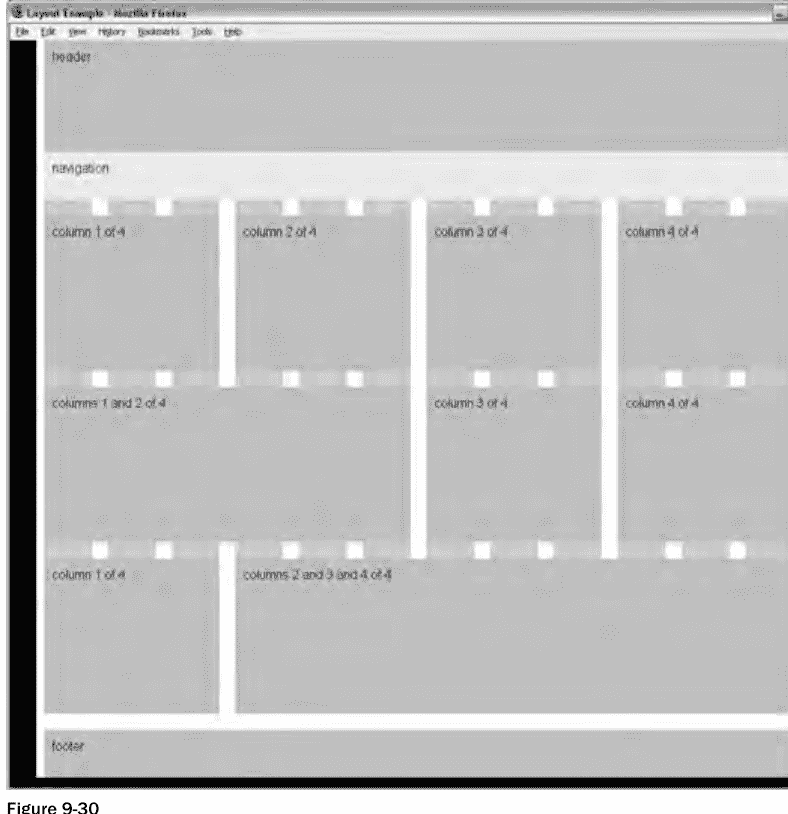 Layout Example - Mozilla Firefox
File Edit View History Bookmarks Tools Help
header
navigation
column 1 of 4 column 2 of 4 column 3 of 4 column 4 of 4
columns 1 and 2 of 4 column 3 of 4 column 4 of 4
column 1 of 4 columns 2 and 3 and 4 of 4
footer
Figure 9-30